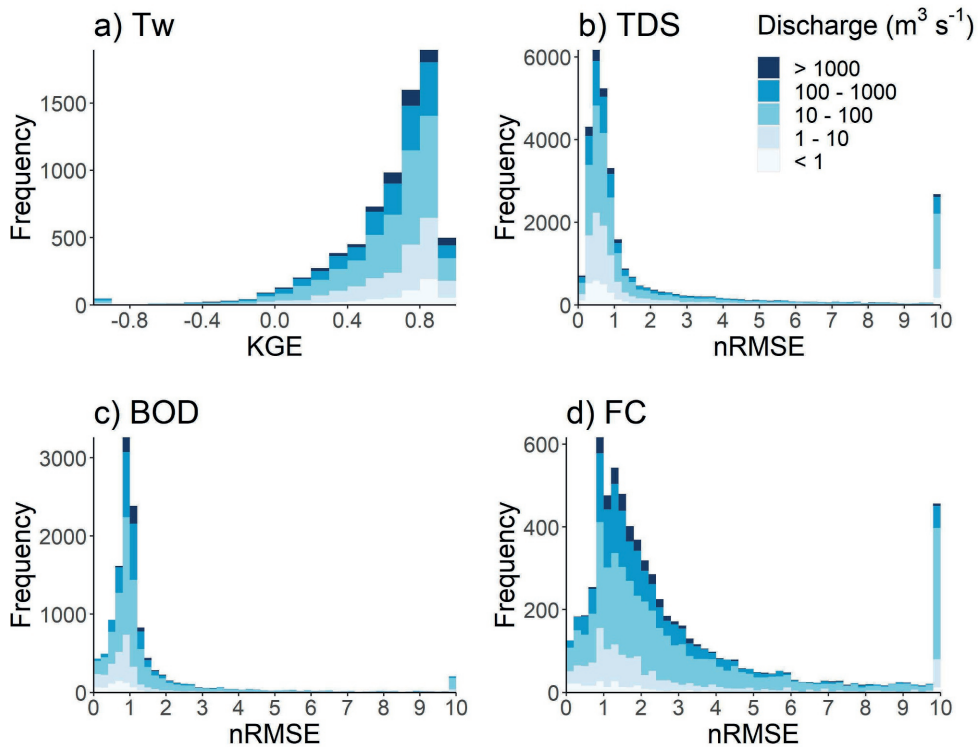 a) Tw
Frequency
1500
1000
500
0
-0.8 -0.4 0.0 0.4 0.8
KGE
b) TDS
Discharge (m³ s⁻¹)
> 1000
100 - 1000
10 - 100
1 - 10
< 1
Frequency
6000
4000
2000
0
0 1 2 3 4 5 6 7 8 9 10
nRMSE
c) BOD
Frequency
3000
2000
1000
0
0 1 2 3 4 5 6 7 8 9 10
nRMSE
d) FC
Frequency
600
400
200
0
0 1 2 3 4 5 6 7 8 9 10
nRMSE